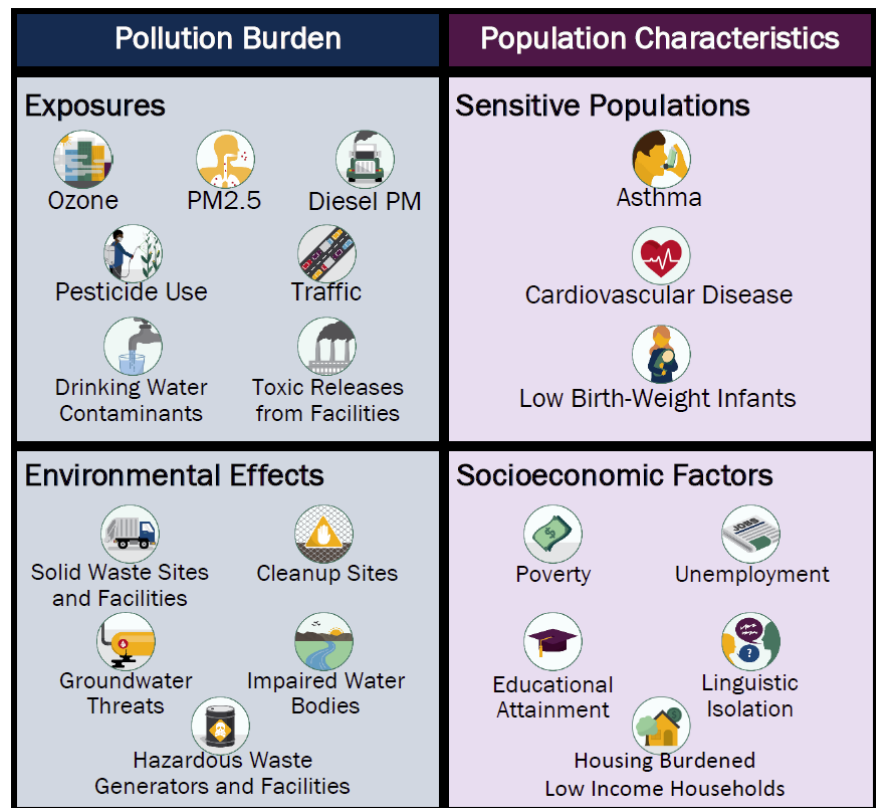 Pollution Burden
Population Characteristics
Exposures
Ozone
PM2.5
Diesel PM
Pesticide Use
Traffic
Drinking Water
Contaminants
Toxic Releases
from Facilities
Sensitive Populations
Asthma
Cardiovascular Disease
Low Birth-Weight Infants
Environmental Effects
Solid Waste Sites
and Facilities
Cleanup Sites
Groundwater
Threats
Impaired Water
Bodies
Hazardous Waste
Generators and Facilities
Socioeconomic Factors
Poverty
JOBS
Unemployment
Educational
Attainment
?
Linguistic
Isolation
Housing Burdened
Low Income Households